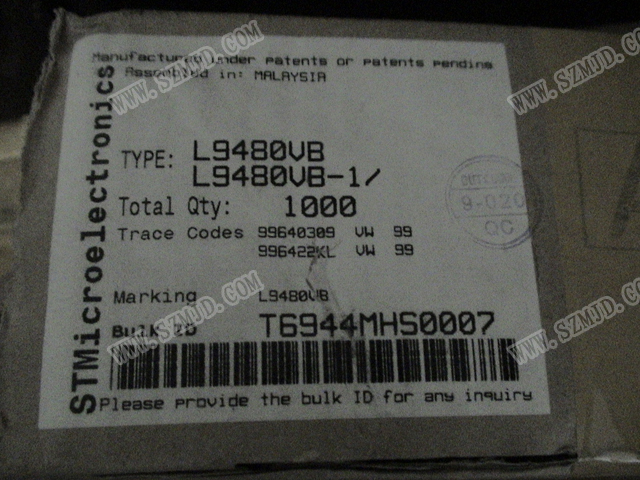 Manufactured under patents or patents pending
Assembled in: MALAYSIA
STMicroelectronics
TYPE: L9480VB
L9480VB-1/
Total Qty: 1000
Trace Codes 99640309 VW 99
996422KL VW 99
Marking L9480VB
Bulk ID T6944MHS0007
Please provide the bulk ID for any inquiry
9-020
QC
WWW.SZMJD.COM
WWW.SZMJD.COM
WWW.SZMJD.COM
WWW.SZMJD.COM